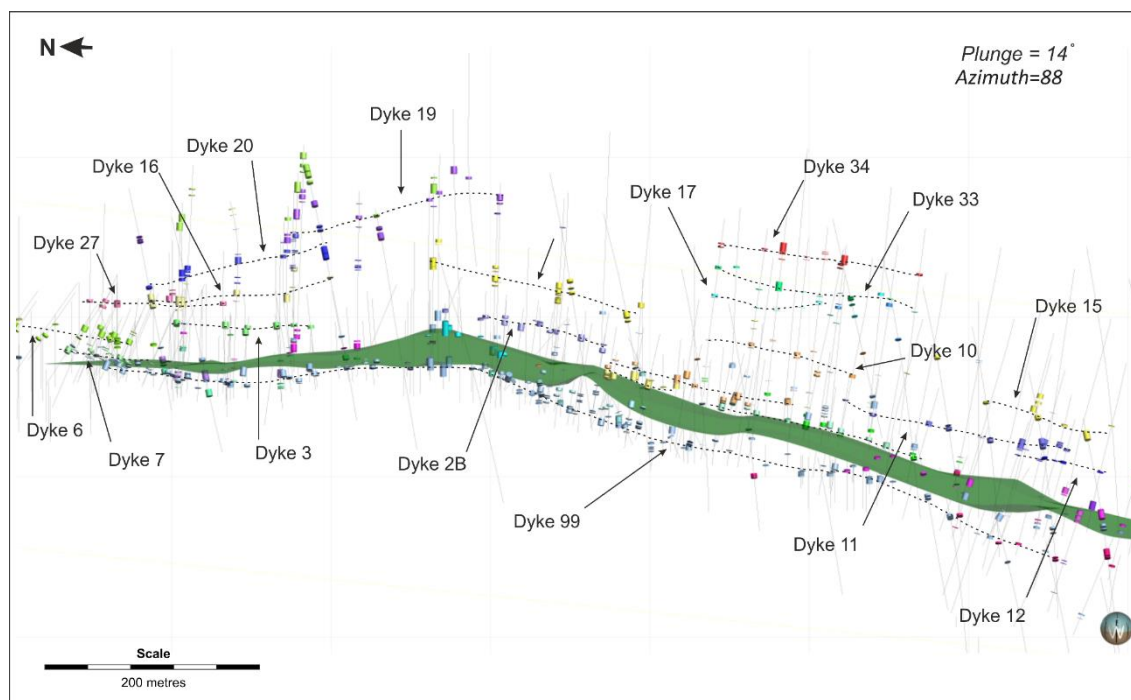 N
Plunge = 14°
Azimuth=88
Dyke 19
Dyke 20
Dyke 16
Dyke 34
Dyke 17
Dyke 33
Dyke 27
Dyke 15
Dyke 10
Dyke 6
Dyke 7
Dyke 3
Dyke 2B
Dyke 99
Dyke 11
Dyke 12
Scale
200 metres